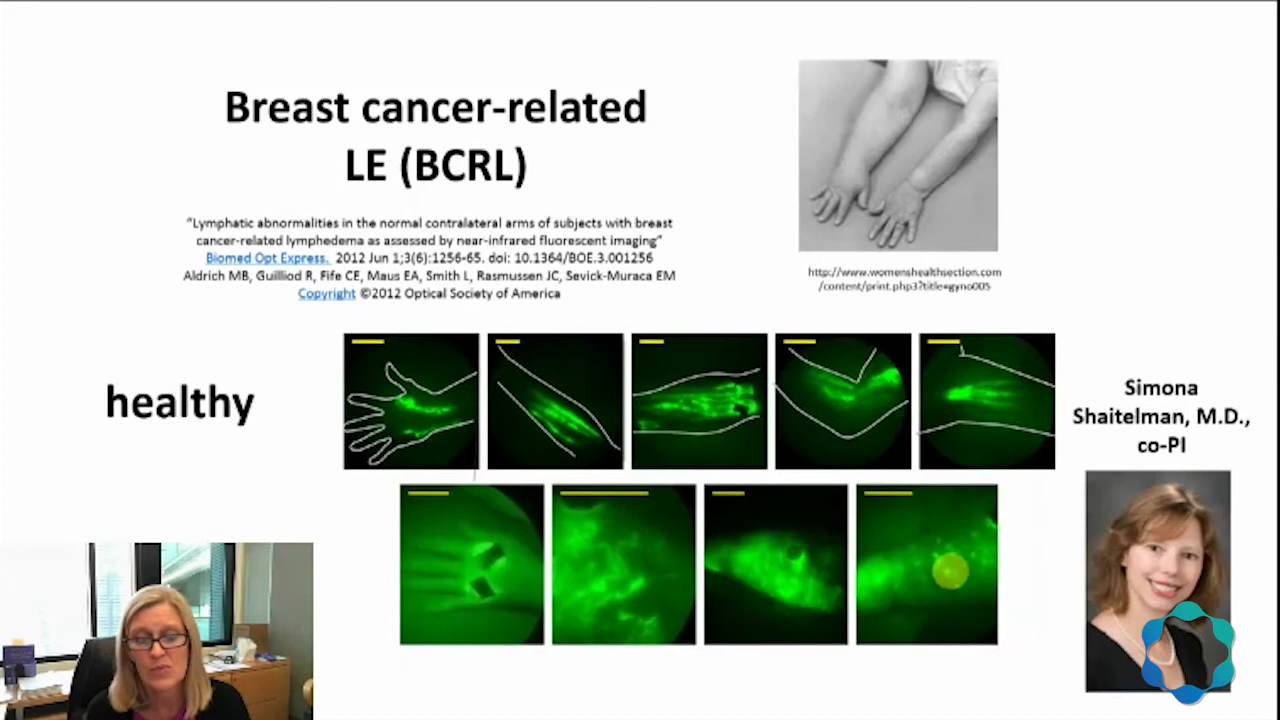 Breast cancer-related
LE (BCRL)
“Lymphatic abnormalities in the normal contralateral arms of subjects with breast
cancer-related lymphedema as assessed by near-infrared fluorescent imaging”
Biomed Opt Express. 2012 Jun 1;3(6):1256-65. doi: 10.1364/BOE.3.001256
Aldrich MB, Guilliod R, Fife CE, Maus EA, Smith L, Rasmussen JC, Sevick-Muraca EM
Copyright ©2012 Optical Society of America
http://www.womenshealthsection.com
/content/print.php3?title=gyno005
healthy
Simona
Shaitelman, M.D.,
co-PI